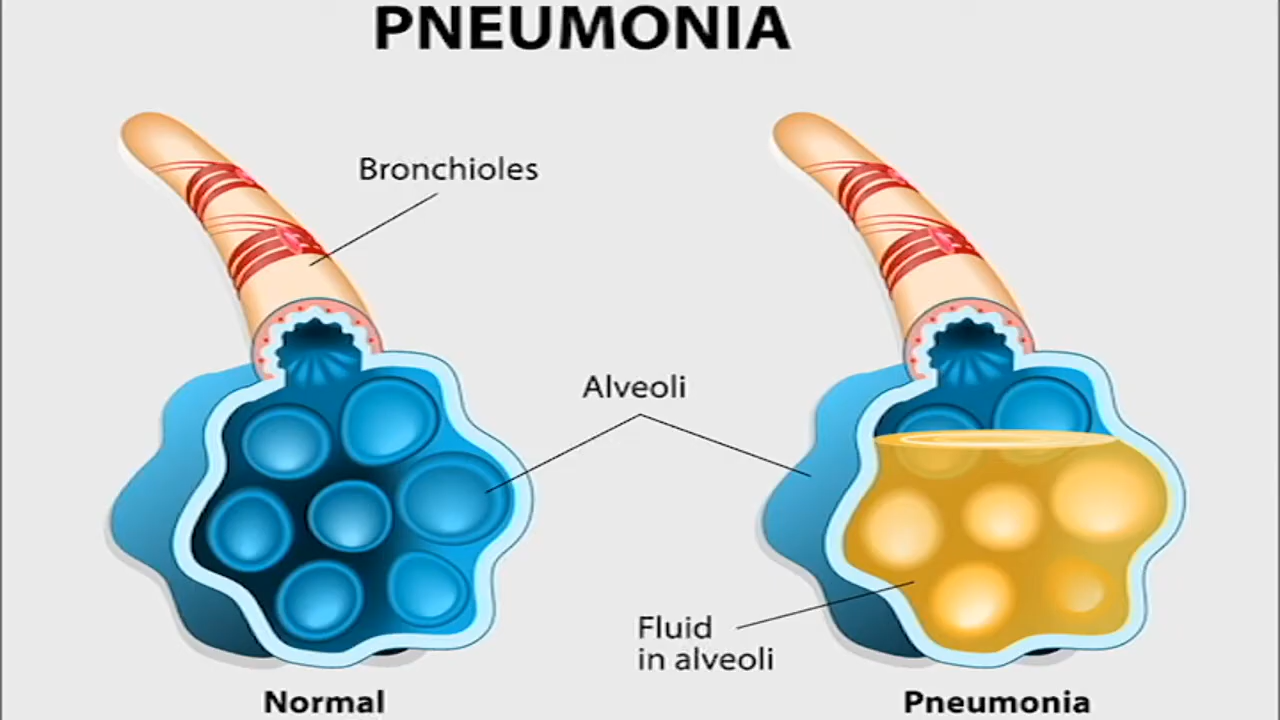 PNEUMONIA
Bronchioles
Alveoli
Fluid
in alveoli
Normal
Pneumonia